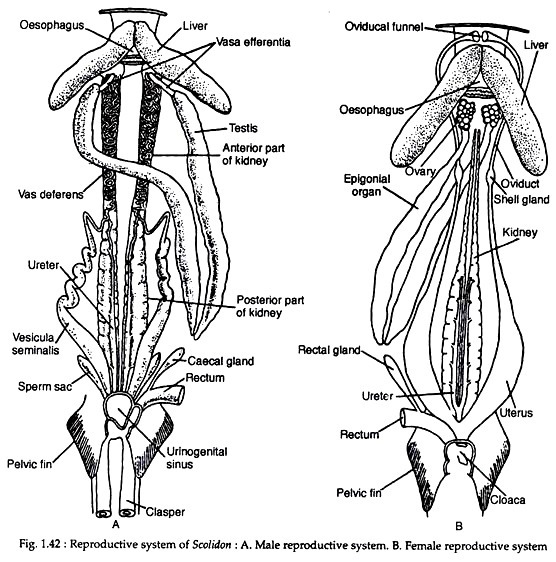 Oesophagus
Liver
Vasa efferentia
Testis
Anterior part
of kidney
Vas deferens
Ureter
Posterior part
of kidney
Vesicula
seminalis
Caecal gland
Sperm sac
Rectum
Pelvic fin
Urinogenital
sinus
Clasper
A
Oviducal funnel
Liver
Oesophagus
Ovary
Oviduct
Shell gland
Epigonial
organ
Kidney
Rectal gland
Ureter
Uterus
Rectum
Pelvic fin
Cloaca
B
Fig. 1.42 : Reproductive system of Scolidon : A. Male reproductive system. B. Female reproductive system